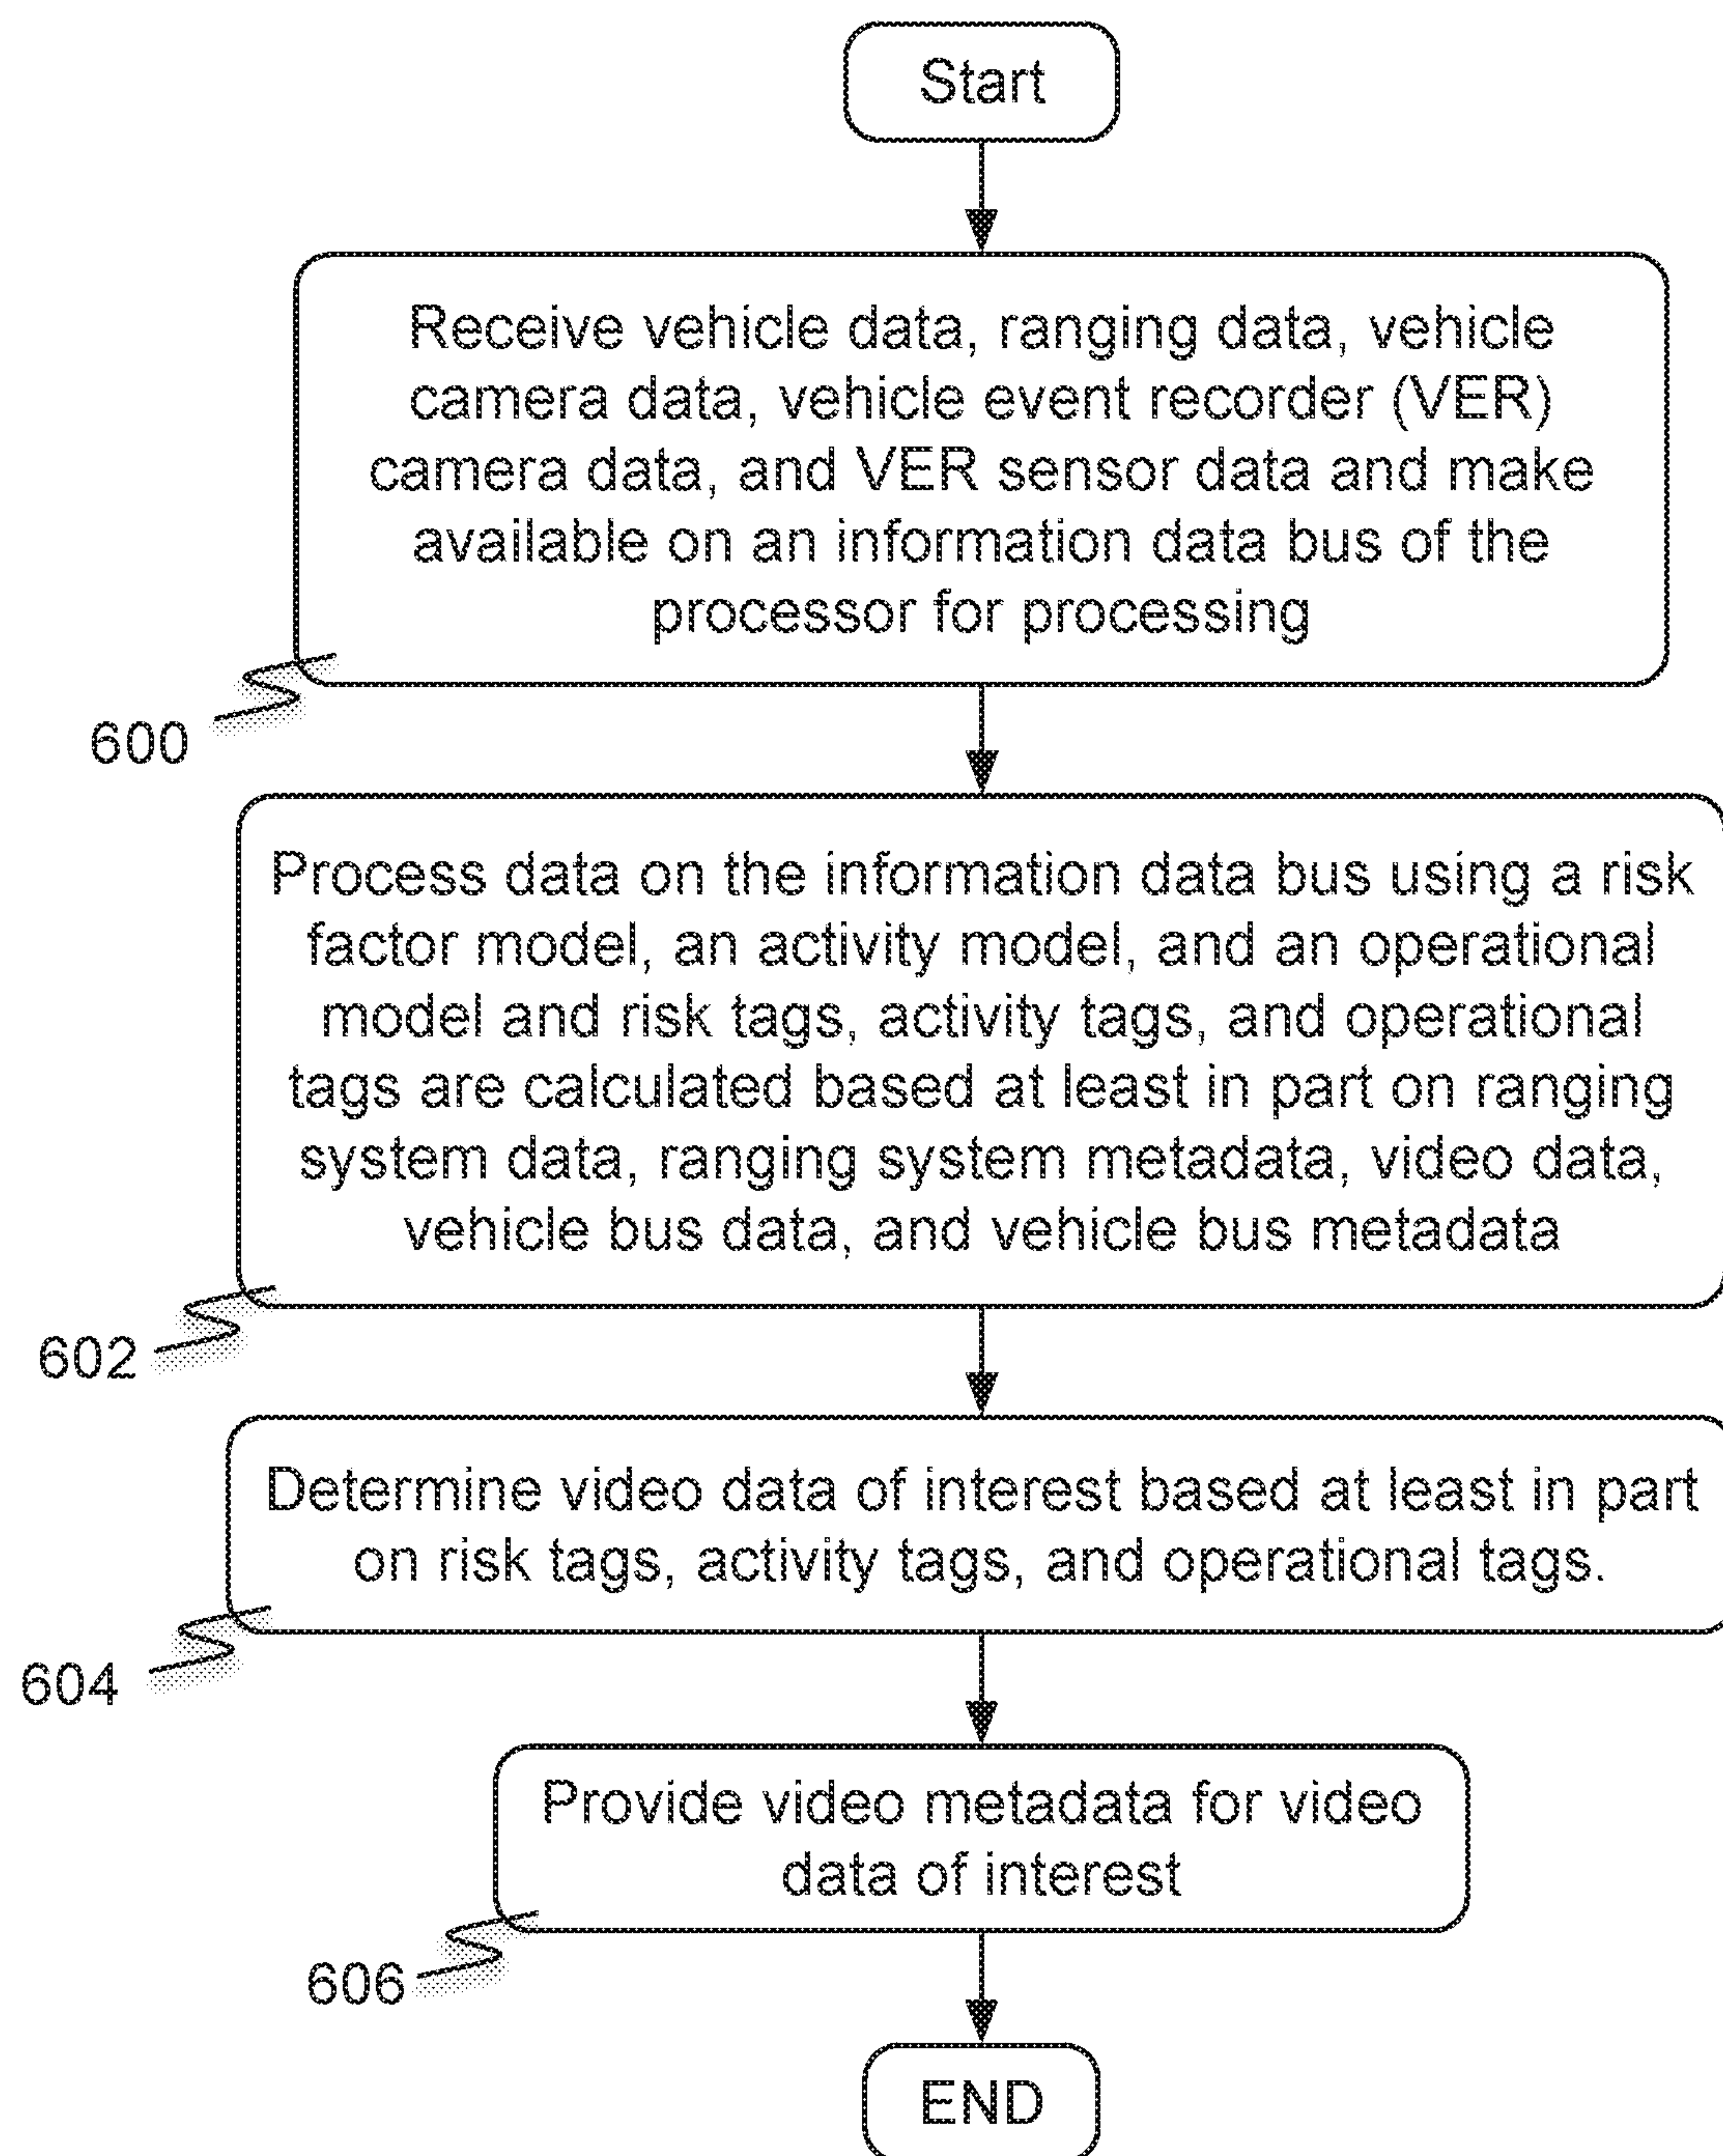 Start
Receive vehicle data, ranging data, vehicle
camera data, vehicle event recorder (VER)
camera data, and VER sensor data and make
available on an information data bus of the
processor for processing
600
Process data on the information data bus using a risk
factor model, an activity model, and an operational
model and risk tags, activity tags, and operational
tags are calculated based at least in part on ranging
system data, ranging system metadata, video data,
vehicle bus data, and vehicle bus metadata
602
Determine video data of interest based at least in part
on risk tags, activity tags, and operational tags.
604
Provide video metadata for video
data of interest
606
END